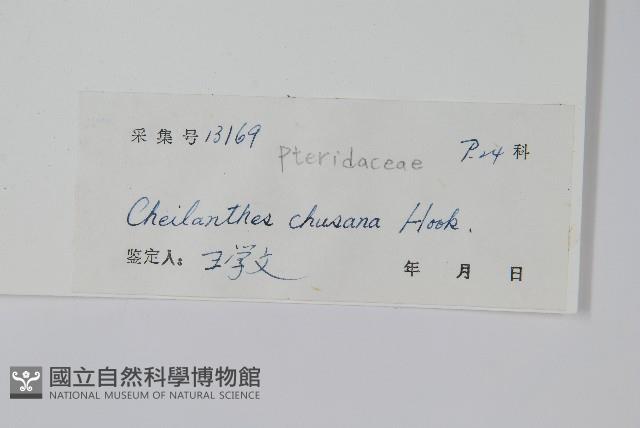 采集号 13169 P.24 科
Pteridaceae
Cheilanthes chusana Hook.
鉴定人: 王学文 年 月 日
國立自然科學博物館
NATIONAL MUSEUM OF NATURAL SCIENCE